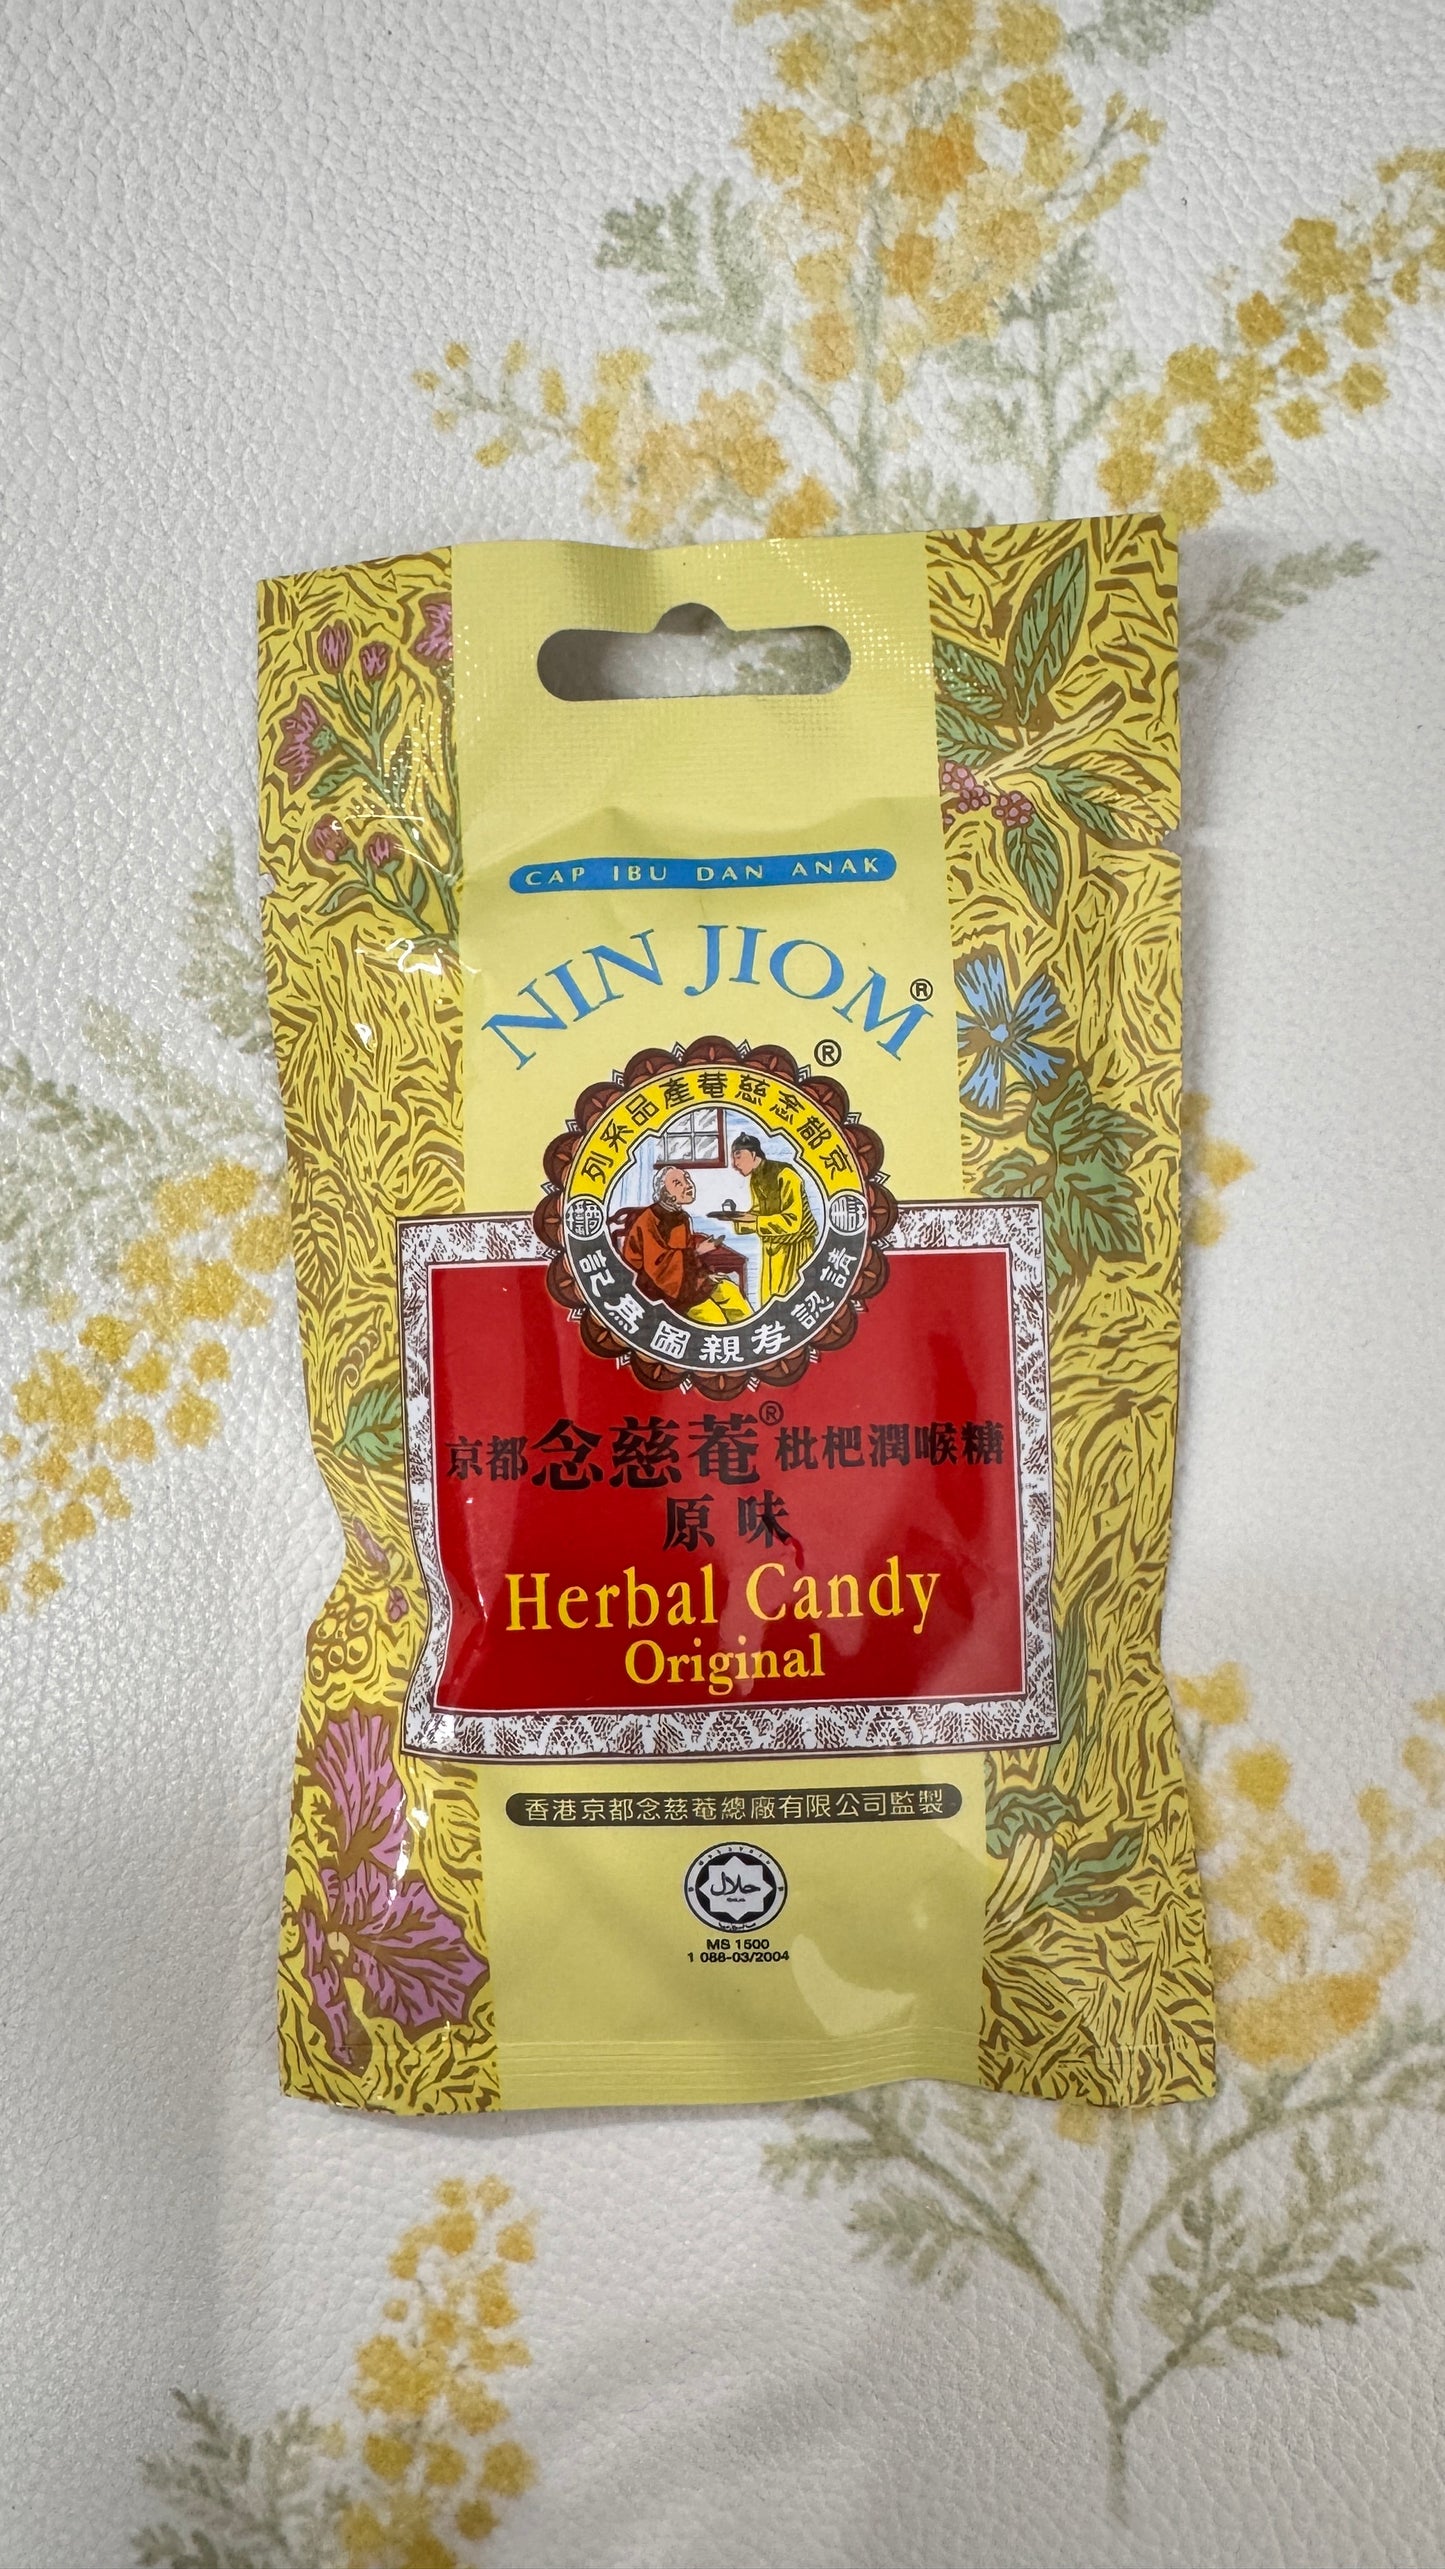 CAP IBU DAN ANAK
NIN JIOM®
®
京都念慈菴產品系列
請認孝親圖為記
京都念慈菴®枇杷潤喉糖
原味
Herbal Candy
Original
香港京都念慈菴總廠有限公司監製
حلال
MS 1500
1 088-03/2004